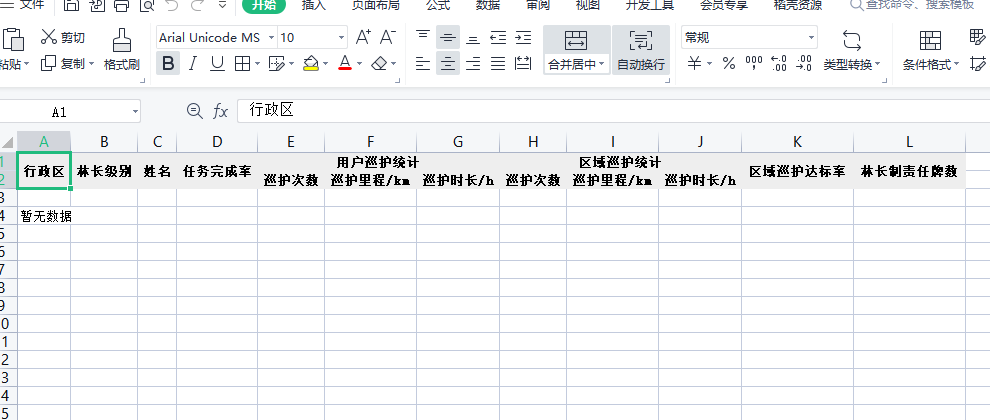 文件 开始 插入 页面布局 公式 数据 审阅 视图 开发工具 会员专享 稻壳资源 查找命令、搜索模板
剪切 Arial Unicode MS 10 A⁺ A⁻ 常规
粘贴 复制 格式刷 B I U A 合并居中 自动换行 ¥ % 类型转换 条件格式
A1 fx 行政区
A B C D E F G H I J K L
1 行政区 林长级别 姓名 任务完成率 用户巡护统计 区域巡护统计 区域巡护达标率 林长制责任牌数
2 巡护次数 巡护里程/km 巡护时长/h 巡护次数 巡护里程/km 巡护时长/h
3
4 暂无数据
5
6
7
8
9
0
1
2
3
4
5